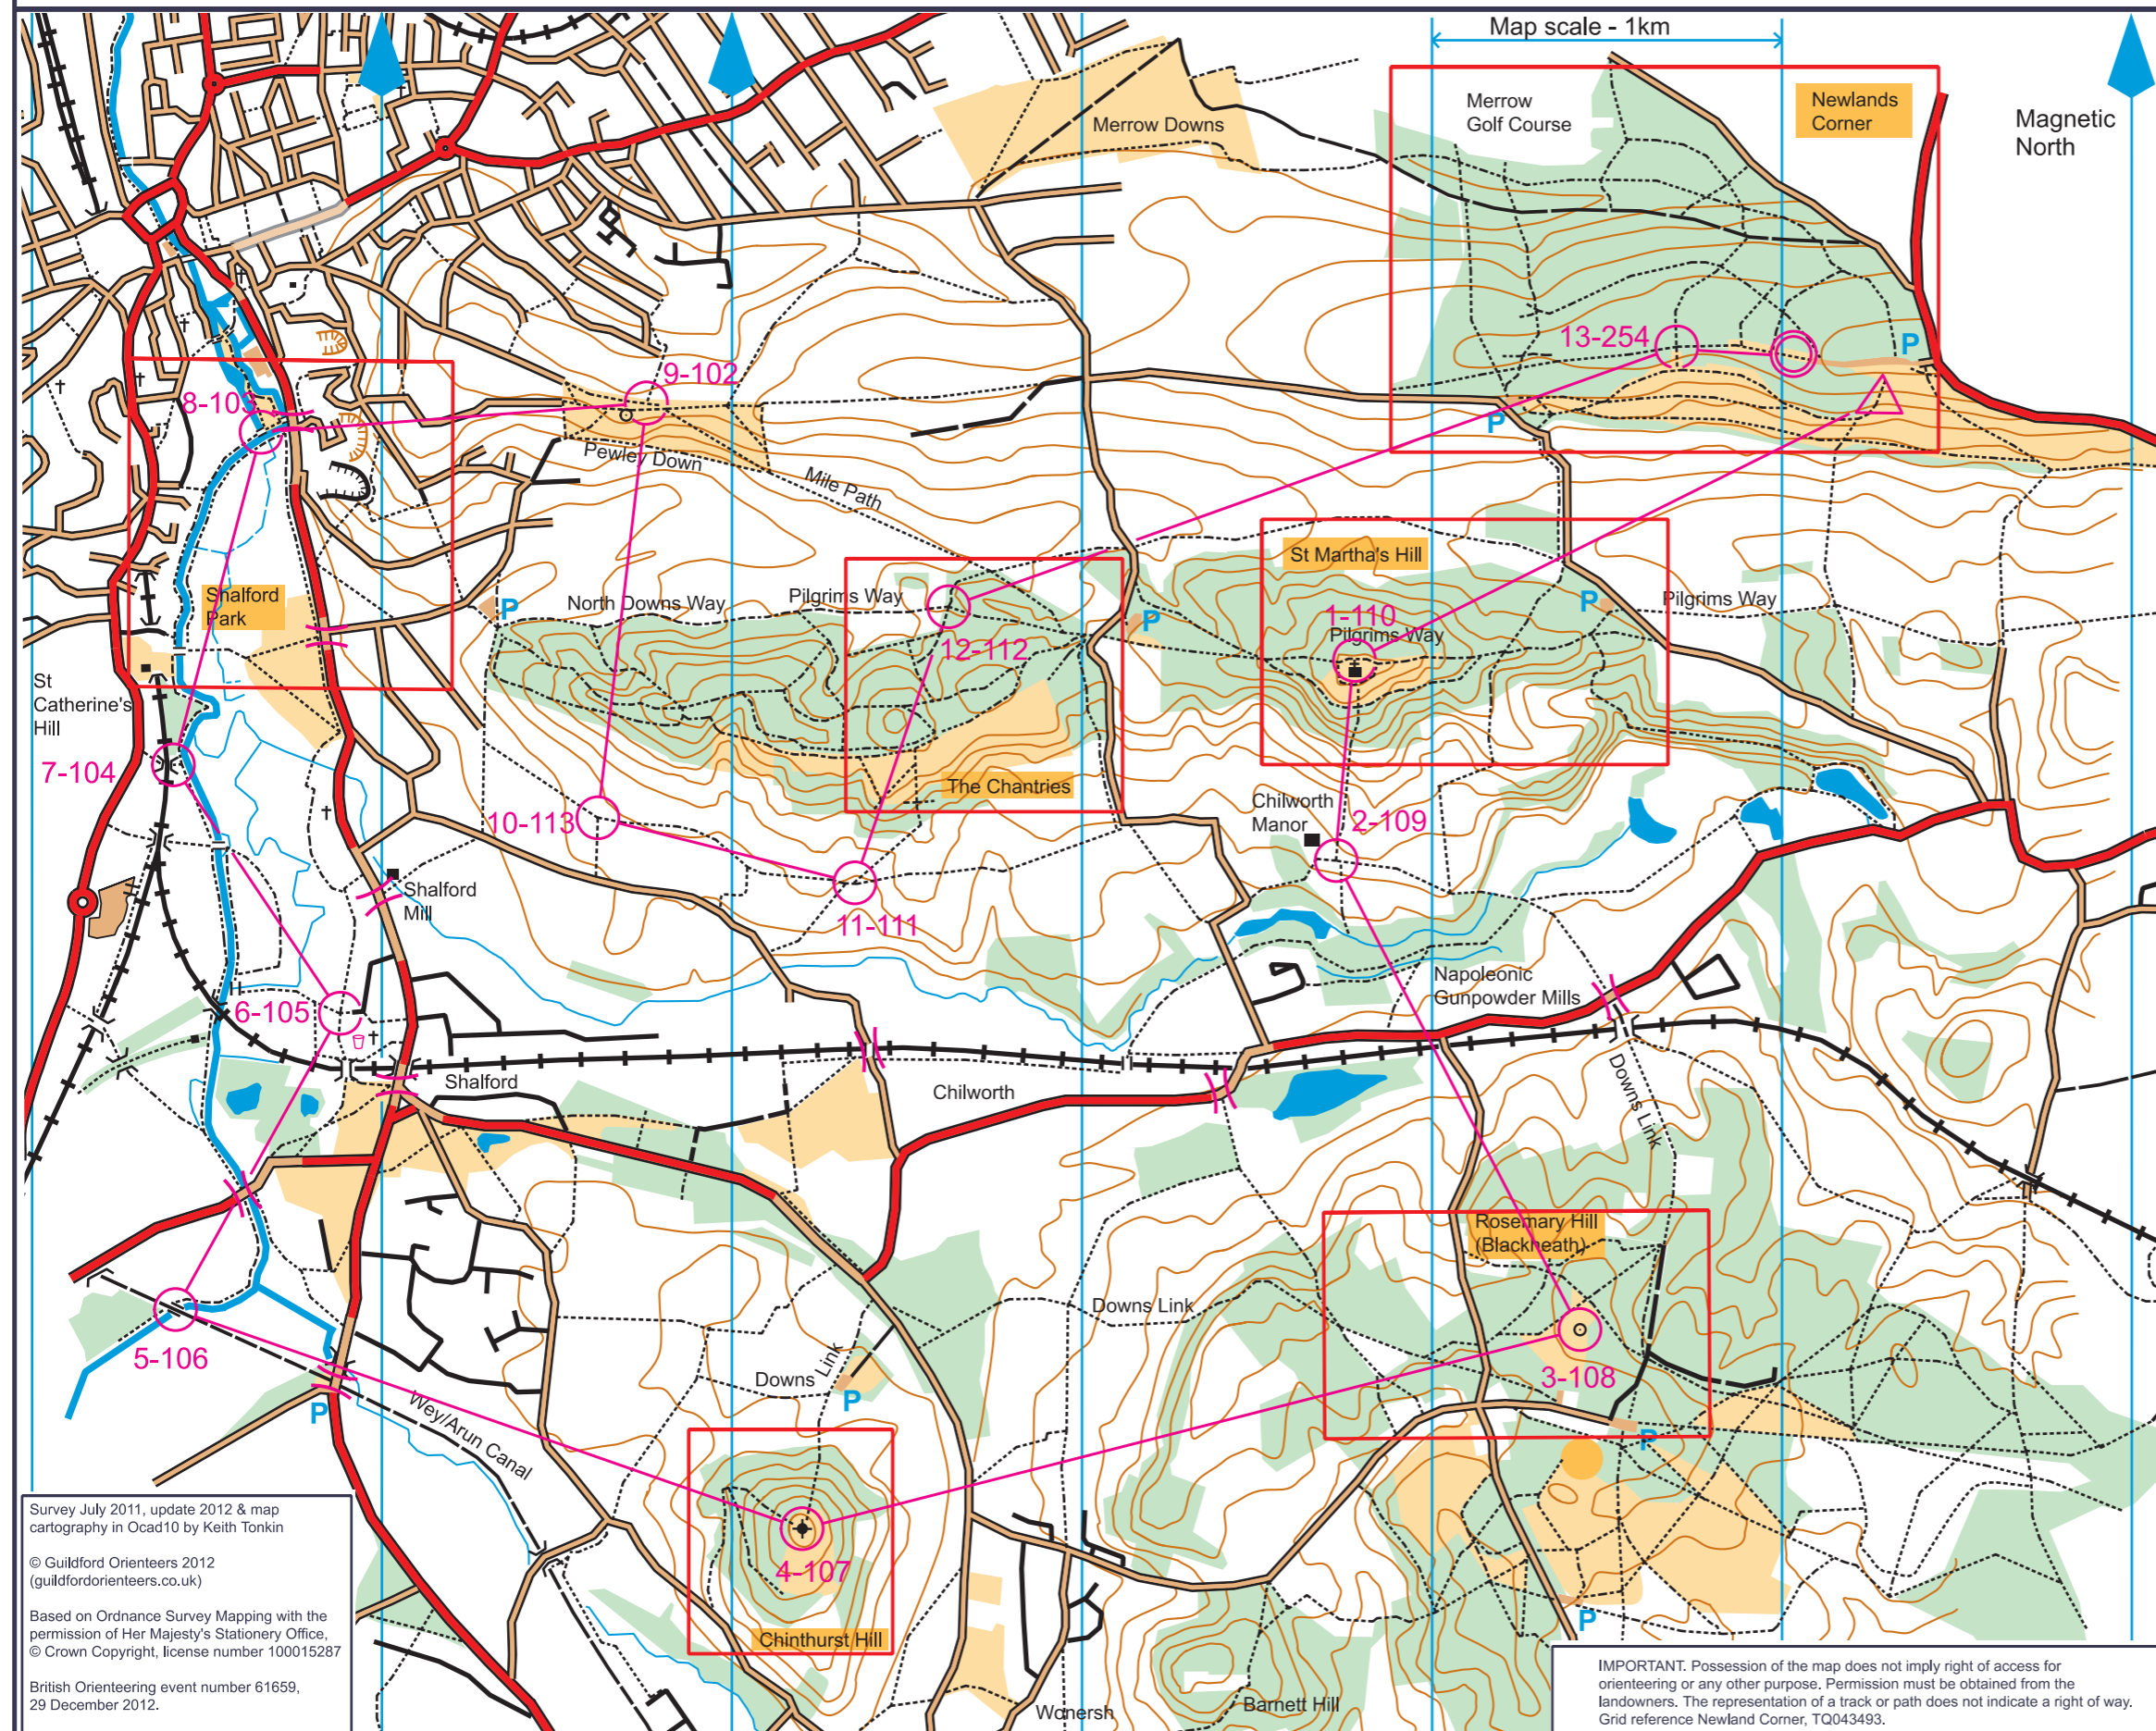 Map scale - 1km
Merrow
Golf Course
Newlands
Corner
Magnetic
North
Merrow Downs
13-254
P
9-102
8-103
P
Pewley Down
Mile Path
St Martha's Hill
Shalford
Park
P
North Downs Way
Pilgrims Way
P
1-110
Pilgrims Way
P
Pilgrims Way
12-112
St
Catherine's
Hill
7-104
The Chantries
10-113
Chilworth
Manor
2-109
Shalford
Mill
11-111
Napoleonic
Gunpowder Mills
6-105
Shalford
Chilworth
Downs Link
Rosemary Hill
(Blackheath)
Downs Link
5-106
Downs Link
P
3-108
P
Wey/Arun Canal
P
4-107
Chinthurst Hill
P
Wonersh
Barnett Hill
Survey July 2011, update 2012 & map
cartography in Ocad10 by Keith Tonkin
© Guildford Orienteers 2012
(guildfordorienteers.co.uk)
Based on Ordnance Survey Mapping with the
permission of Her Majesty's Stationery Office,
© Crown Copyright, license number 100015287
British Orienteering event number 61659,
29 December 2012.
IMPORTANT. Possession of the map does not imply right of access for
orienteering or any other purpose. Permission must be obtained from the
landowners. The representation of a track or path does not indicate a right of way.
Grid reference Newland Corner, TQ043493.